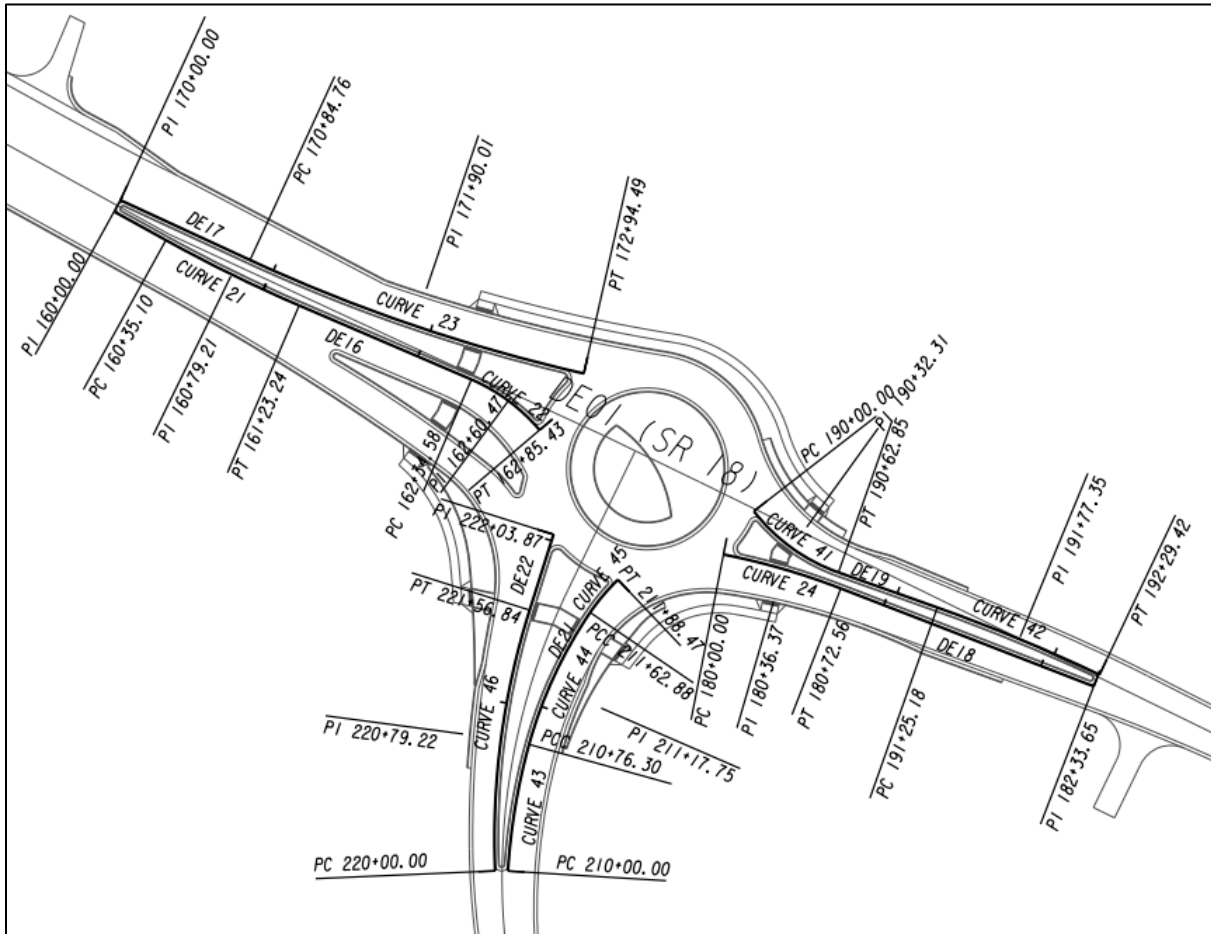 PI 170+00.00
PC 170+84.76
PI 171+90.01
PT 172+94.49
DE17
CURVE 23
CURVE 21
DE16
CURVE 22
PI 160+00.00
PC 160+35.10
PI 160+79.21
PT 161+23.24
PC 162+34.58
PI 162+60.47
PT 162+85.43
DE01 (SR 18)
PC 190+00.00
PI 190+32.31
PT 190+62.85
PI 191+77.35
PT 192+29.42
CURVE 41
DE19
CURVE 42
CURVE 24
DE18
PI 222+03.87
DE22
CURVE 45
PT 211+88.47
PT 221+56.84
DE21
PCC 211+62.88
CURVE 44
CURVE 46
PC 180+00.00
PI 180+36.37
PT 180+72.56
PC 191+25.18
PI 182+33.65
PI 220+79.22
PCC 210+76.30
PI 211+17.75
CURVE 43
PC 220+00.00
PC 210+00.00